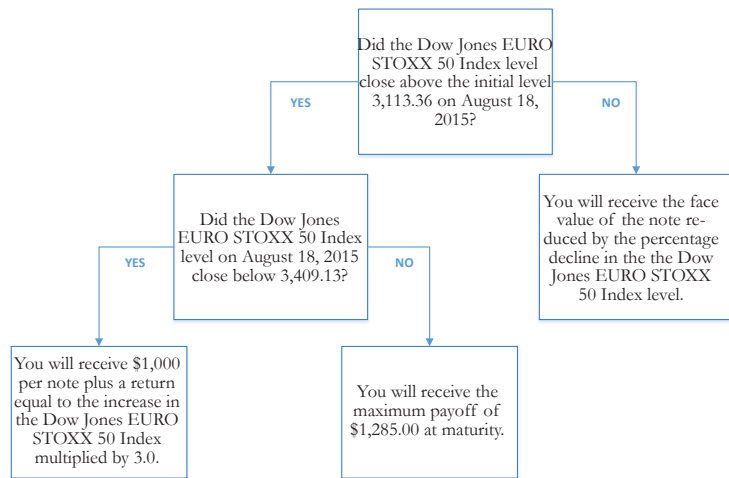 Did the Dow Jones EURO
STOXX 50 Index level
close above the initial level
3,113.36 on August 18,
2015?
YES
NO
Did the Dow Jones
EURO STOXX 50 Index
level on August 18, 2015
close below 3,409.13?
You will receive the face
value of the note re-
duced by the percentage
decline in the the Dow
Jones EURO STOXX
50 Index level.
YES
NO
You will receive $1,000
per note plus a return
equal to the increase in
the Dow Jones EURO
STOXX 50 Index
multiplied by 3.0.
You will receive the
maximum payoff of
$1,285.00 at maturity.